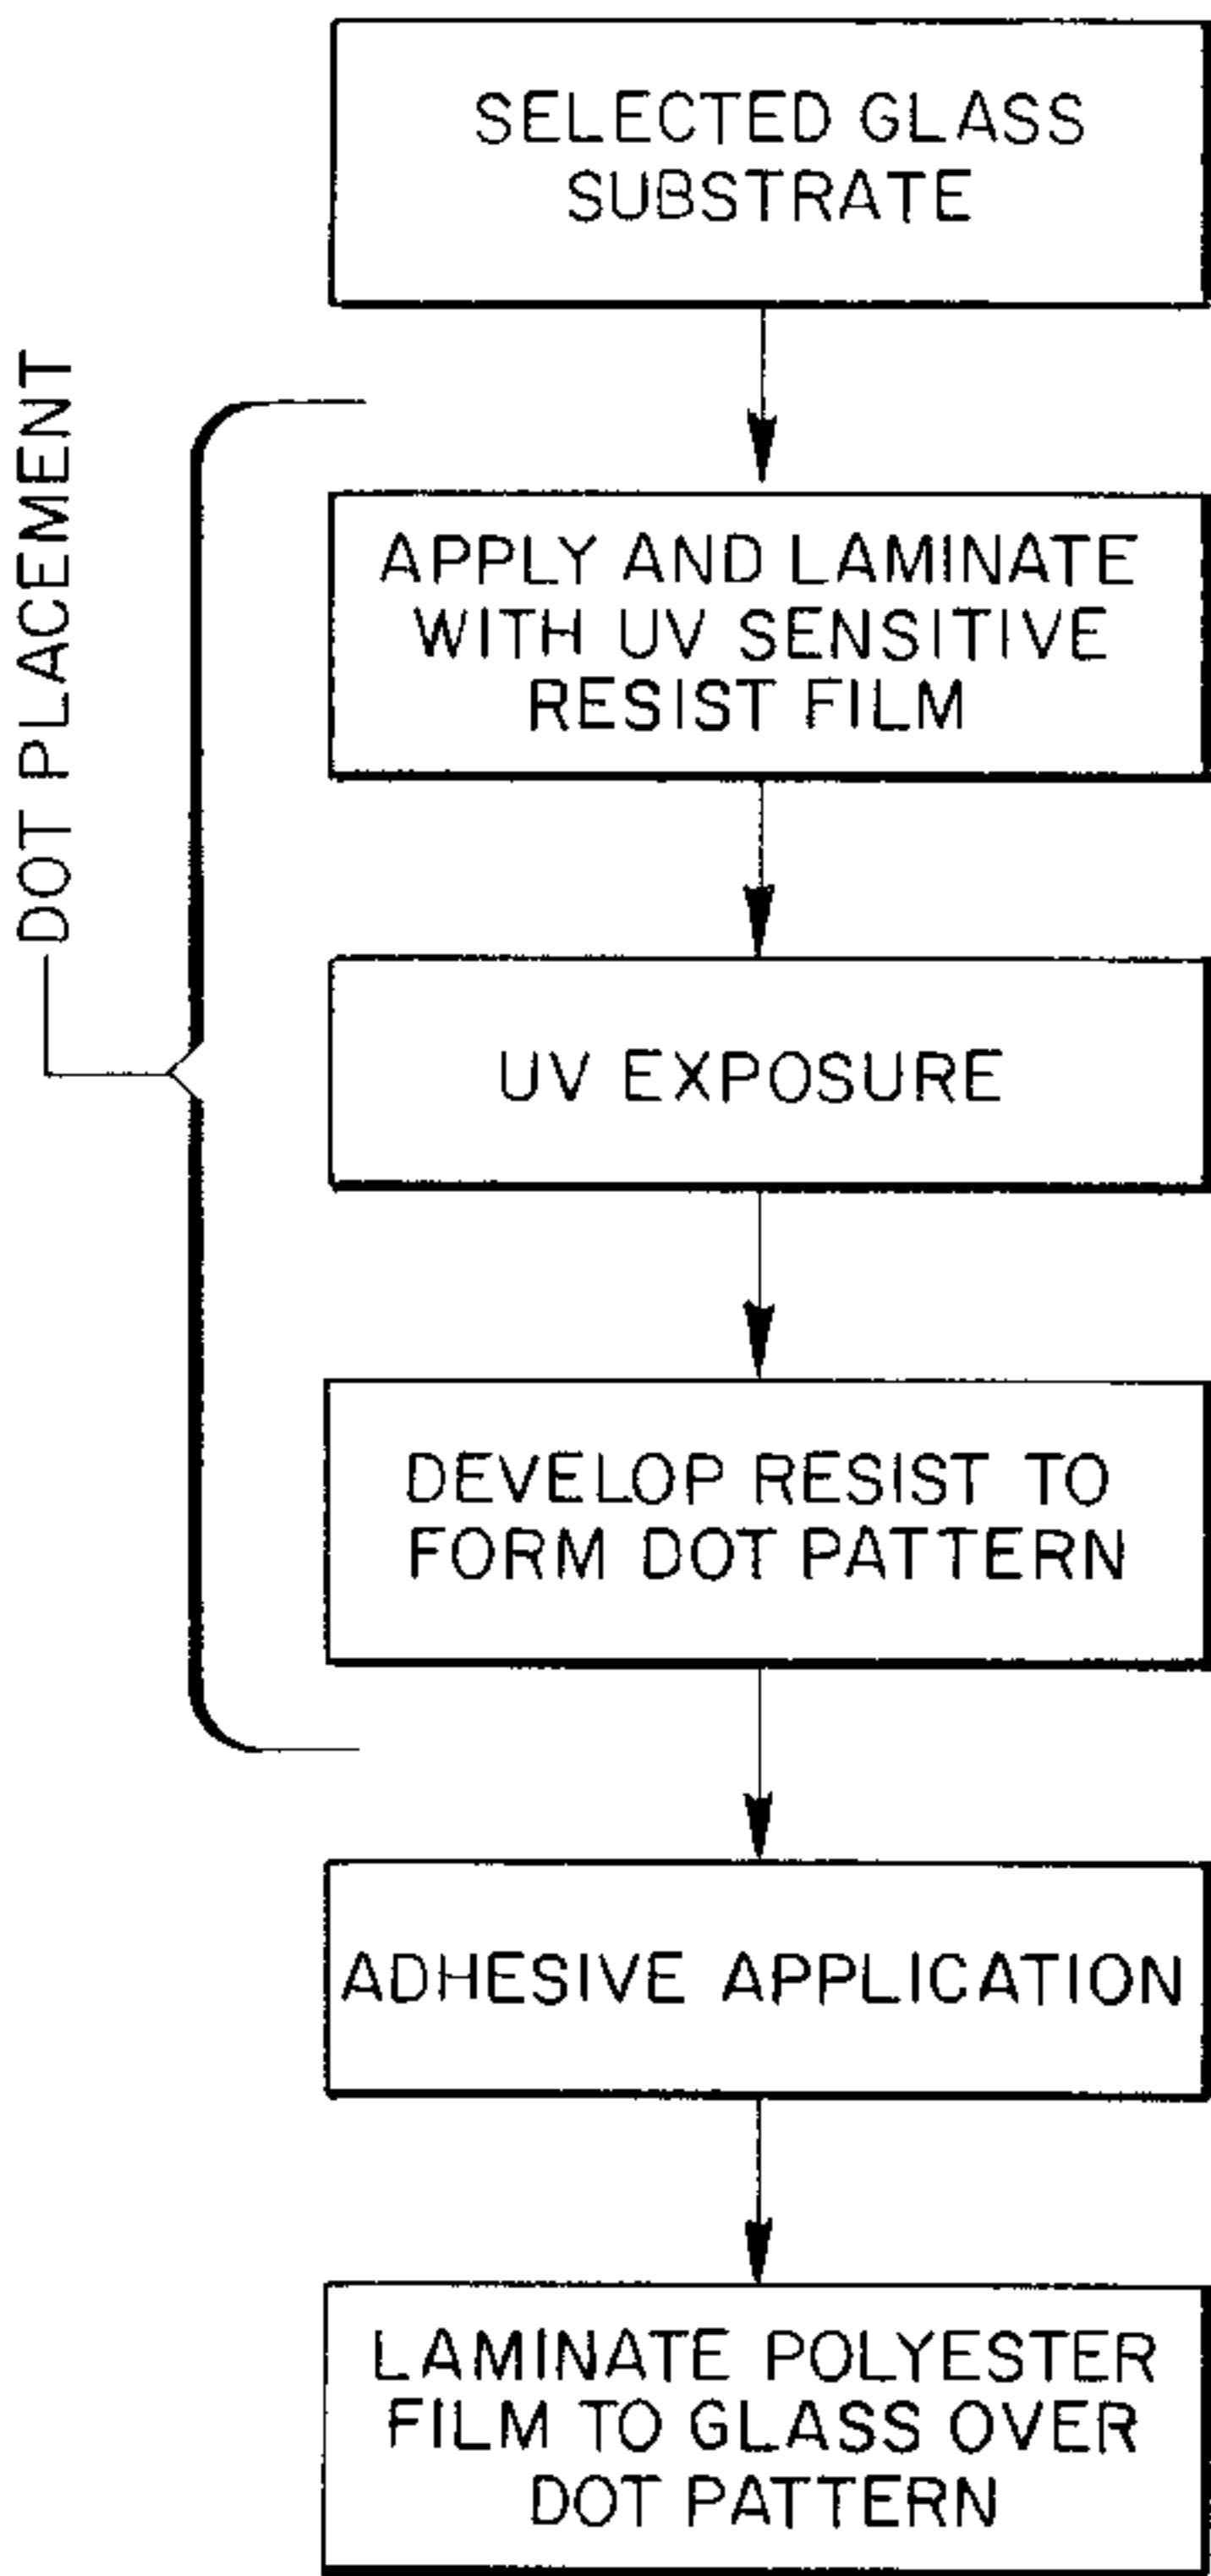 SELECTED GLASS
SUBSTRATE
DOT PLACEMENT
APPLY AND LAMINATE
WITH UV SENSITIVE
RESIST FILM
UV EXPOSURE
DEVELOP RESIST TO
FORM DOT PATTERN
ADHESIVE APPLICATION
LAMINATE POLYESTER
FILM TO GLASS OVER
DOT PATTERN